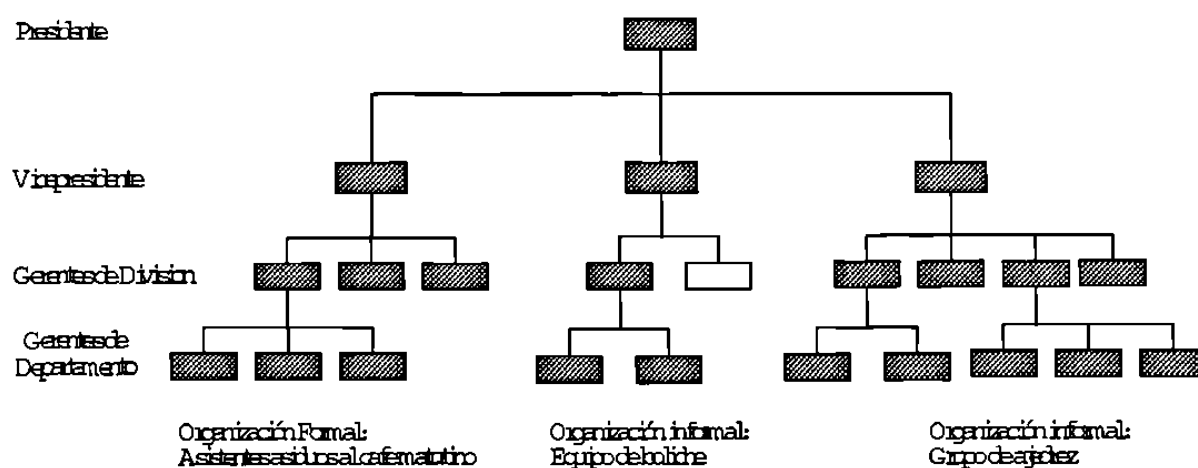 Presidente
Vicepresidente
Gerentes de Division
Gerentes de
Departamento
Organización Formal:
Asistentes asiduos al cafe matutino
Organización informal:
Equipo de boliche
Organización informal:
Grupo de ajedrez